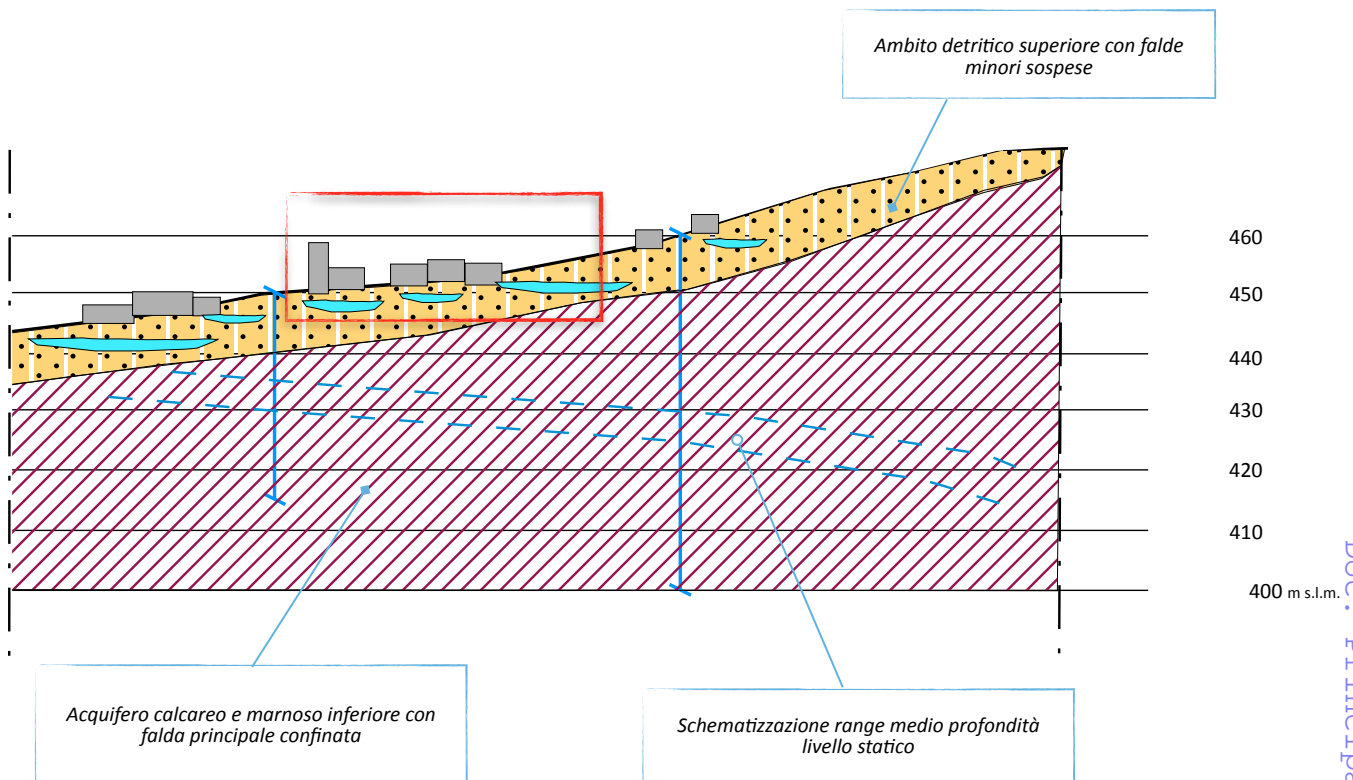 Ambito detritico superiore con falde
minori sospese
460
450
440
430
420
410
400 m s.l.m.
Acquifero calcareo e marnoso inferiore con
falda principale confinata
Schematizzazione range medio profondità
livello statico